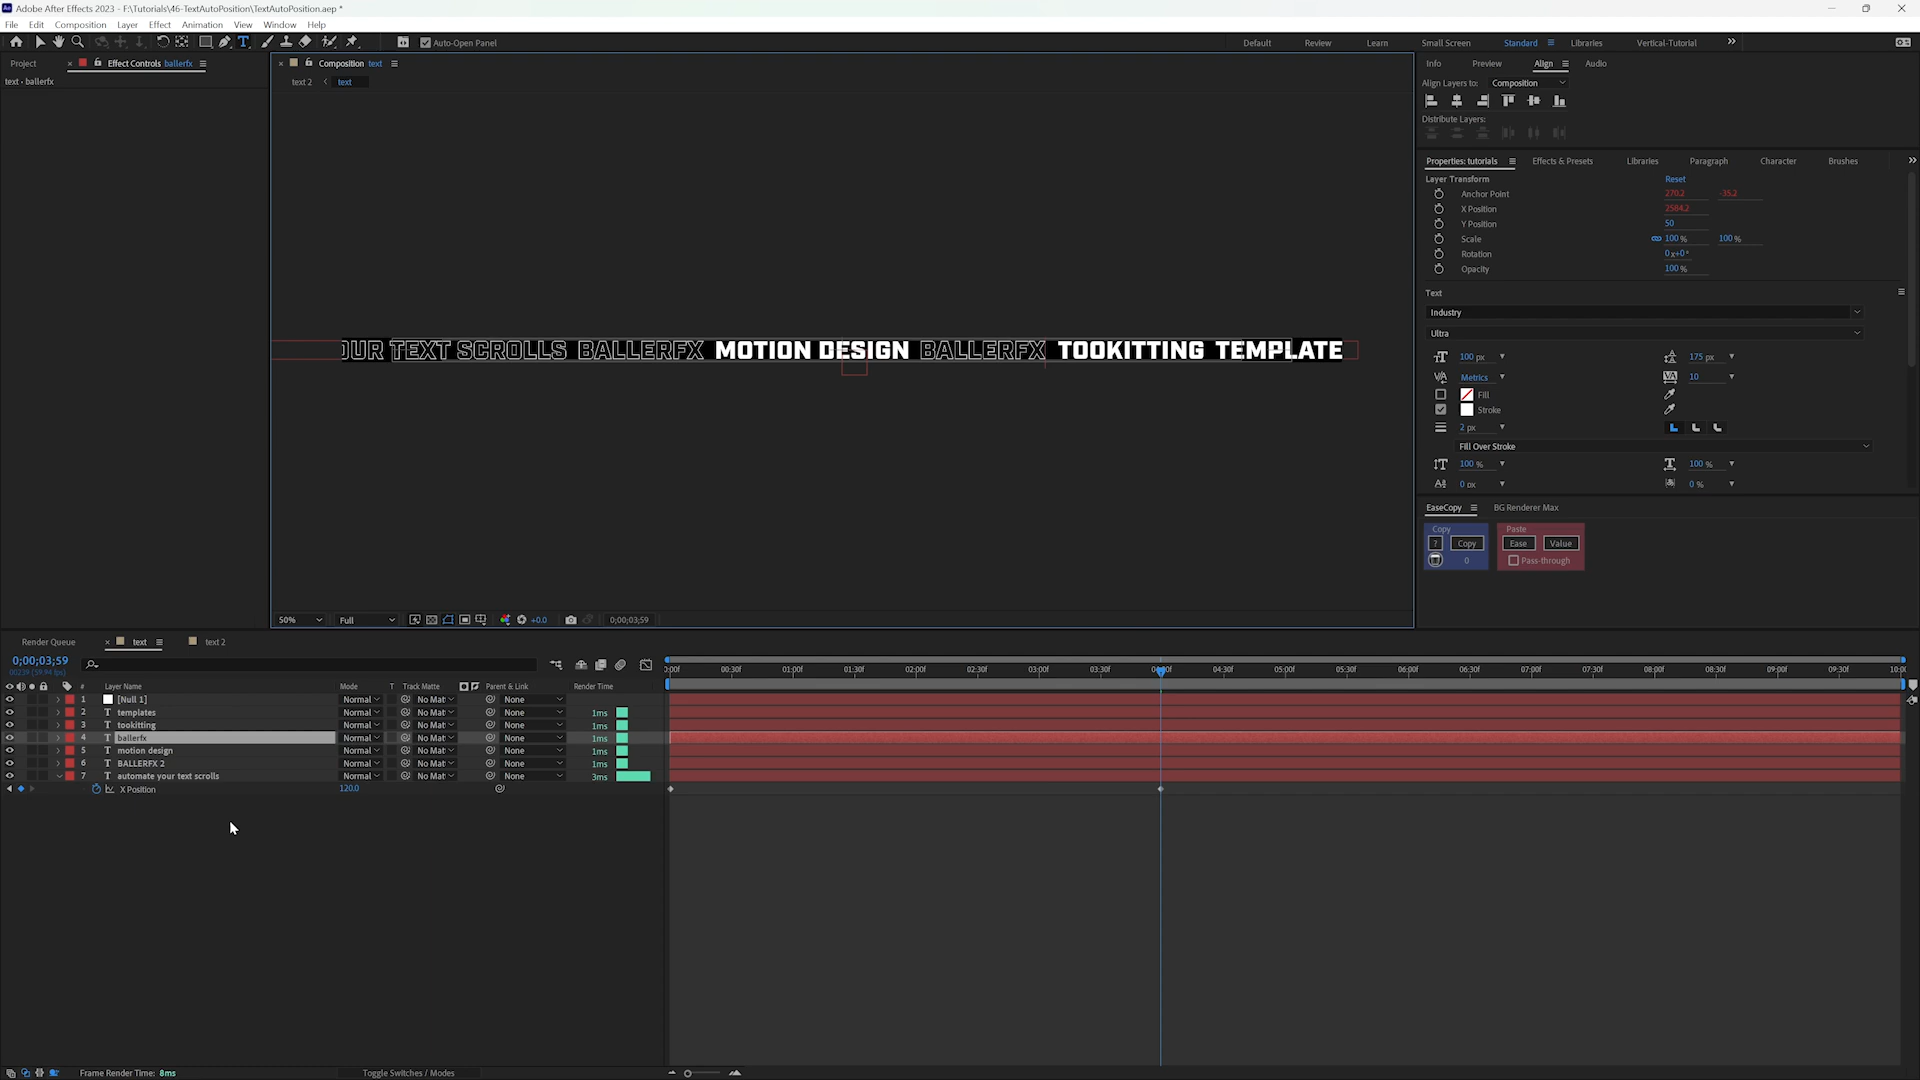 Adobe After Effects 2023 - F:\Tutorials\46-TextAutoPosition\TextAutoPosition.aep *
File Edit Composition Layer Effect Animation View Window Help
Auto-Open Panel
Default Review Learn Small Screen Standard Libraries Vertical-Tutorial
Project Effect Controls ballerfx
text • ballerfx
Composition text
text 2 text
OUR TEXT SCROLLS BALLERFX MOTION DESIGN BALLERFX TOOKITTING TEMPLATE
50% Full +0.0 0;00;03;59
Info Preview Align Audio
Align Layers to: Composition
Distribute Layers:
Properties: tutorials Effects & Presets Libraries Paragraph Character Brushes
Layer Transform Reset
Anchor Point 270.2 -35.2
X Position 2584.2
Y Position 50
Scale 100 % 100 %
Rotation 0x+0°
Opacity 100 %
Text
Industry
Ultra
100 px 175 px
Metrics 10
Fill
Stroke
2 px
Fill Over Stroke
100 % 100 %
0 px 0 %
EaseCopy BG Renderer Max
Copy Paste
? Copy Ease Value
0 Pass-through
Render Queue text text 2
0;00;03;59
00:30f 01:00f 01:30f 02:00f 02:30f 03:00f 03:30f 04:30f 05:00f 05:30f 06:00f 06:30f 07:00f 07:30f 08:00f 08:30f 09:00f 09:30f
# Layer Name Mode T Track Matte Parent & Link Render Time
1 [Null 1] Normal No Mat None
2 T templates Normal No Mat None 1ms
3 T tookitting Normal No Mat None 1ms
4 T ballerfx Normal No Mat None 1ms
5 T motion design Normal No Mat None 1ms
6 T BALLERFX 2 Normal No Mat None 1ms
7 T automate your text scrolls Normal No Mat None 3ms
X Position 120.0
Frame Render Time: 8ms Toggle Switches / Modes